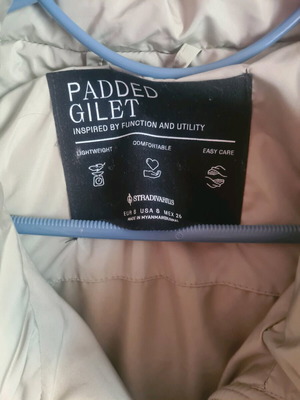 PADDED
GILET
INSPIRED BY FUNCTION AND UTILITY
LIGHTWEIGHT COMFORTABLE EASY CARE
STRADIVARIUS
EUR S USA S MEX 26
MADE IN MYANMAR